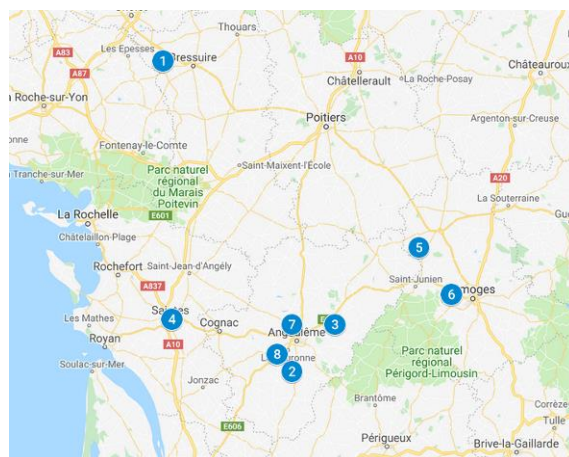 Thouars
A83
Les Epesses
1
Bressuire
A10
A87
Châtellerault
La Roche-Posay
Châteauroux
La Roche-sur-Yon
Poitiers
Argenton-sur-Creuse
Fontenay-le-Comte
Saint-Maixent-l'École
La Tranche-sur-Mer
Parc naturel
régional
du Marais
Poitevin
A20
E601
La Souterraine
La Rochelle
Châtelaillon-Plage
5
Rochefort
Saint-Jean-d'Angély
Saint-Junien
A837
6
Limoges
Les Mathes
Saintes
4
Cognac
7
3
Royan
Angoulême
A10
8
Parc naturel
régional
Périgord-Limousin
Soulac-sur-Mer
2
Jonzac
Brantôme
Corrèze
E606
Tulle
Périgueux
Brive-la-Gaillarde